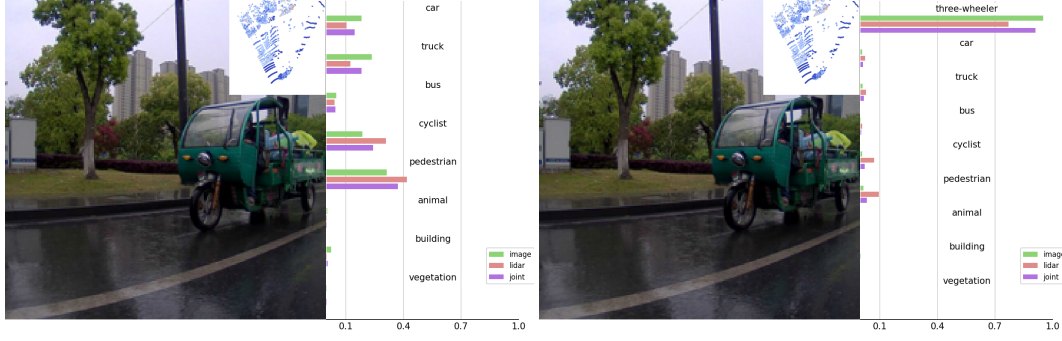 car
truck
bus
cyclist
pedestrian
animal
building
vegetation
image
lidar
joint
0.1 0.4 0.7 1.0
three-wheeler
car
truck
bus
cyclist
pedestrian
animal
building
vegetation
image
lidar
joint
0.1 0.4 0.7 1.0